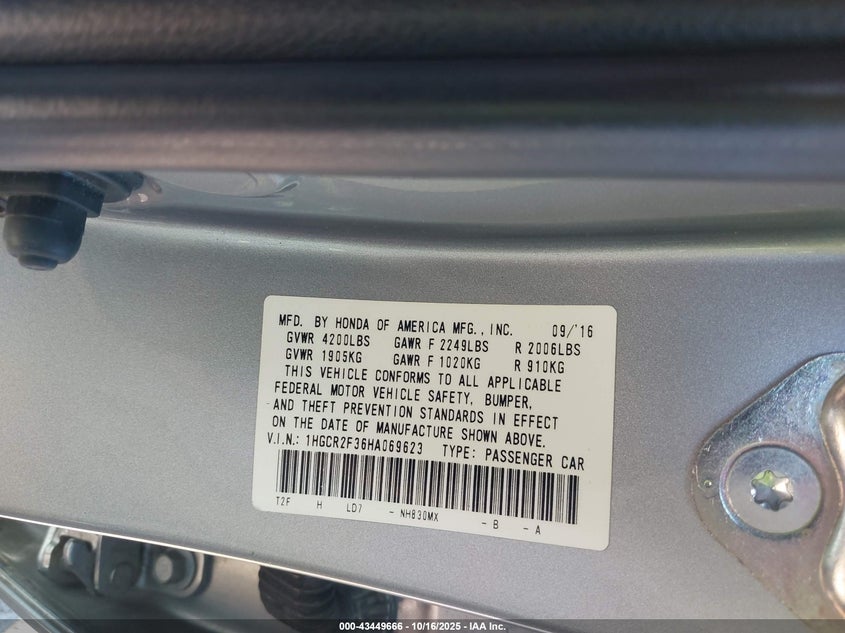 MFD. BY HONDA OF AMERICA MFG., INC. 09/'16
GVWR 4200LBS GAWR F 2249LBS R 2006LBS
GVWR 1905KG GAWR F 1020KG R 910KG
THIS VEHICLE CONFORMS TO ALL APPLICABLE
FEDERAL MOTOR VEHICLE SAFETY, BUMPER,
AND THEFT PREVENTION STANDARDS IN EFFECT
ON THE DATE OF MANUFACTURE SHOWN ABOVE.
V.I.N.: 1HGCR2F36HA069623 TYPE: PASSENGER CAR
T2F H LD7 - NH830MX - B - A
000-43449666 - 10/16/2025 - IAA Inc.